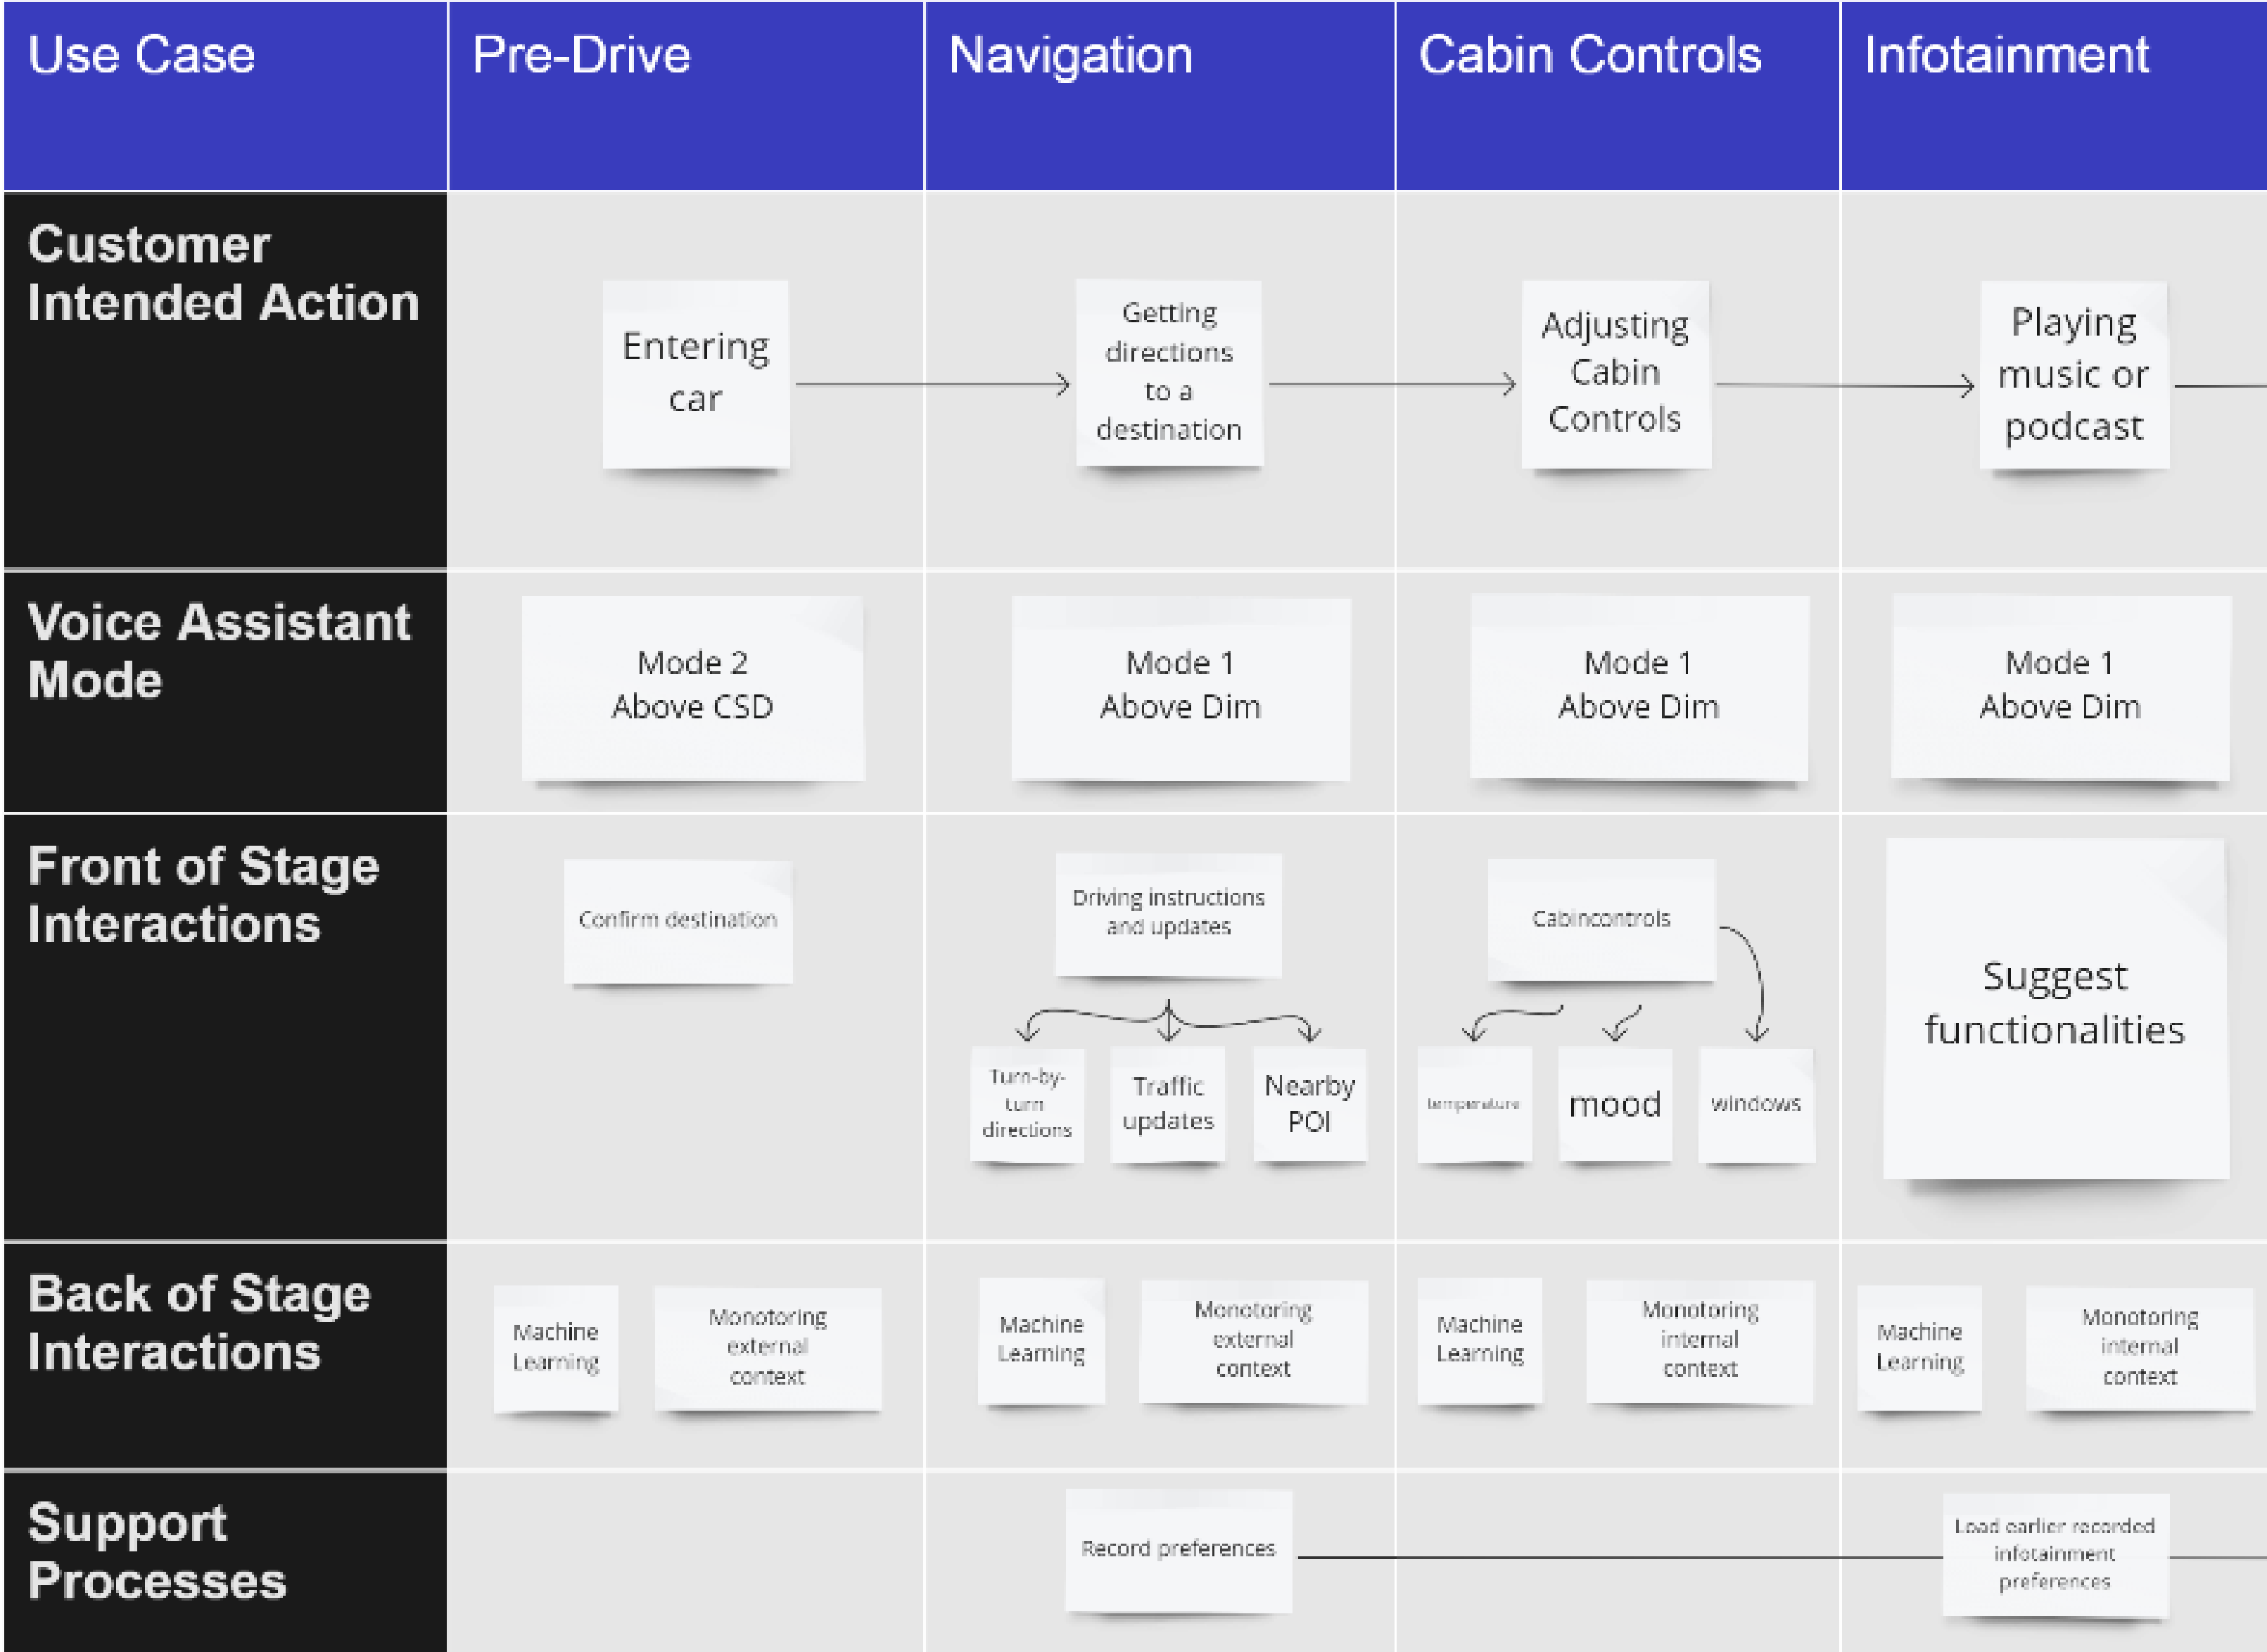 Use Case
Pre-Drive
Navigation
Cabin Controls
Infotainment
Customer
Intended Action
Entering
car
Getting
directions
to a
destination
Adjusting
Cabin
Controls
Playing
music or
podcast
Voice Assistant
Mode
Mode 2
Above CSD
Mode 1
Above Dim
Mode 1
Above Dim
Mode 1
Above Dim
Front of Stage
Interactions
Confirm destination
Driving instructions
and updates
Turn-by-
turn
directions
Traffic
updates
Nearby
POI
Cabincontrols
temperature
mood
windows
Suggest
functionalities
Back of Stage
Interactions
Machine
Learning
Monotoring
external
context
Machine
Learning
Monotoring
external
context
Machine
Learning
Monotoring
internal
context
Machine
Learning
Monotoring
internal
context
Support
Processes
Record preferences
Load earlier recorded
infotainment
preferences